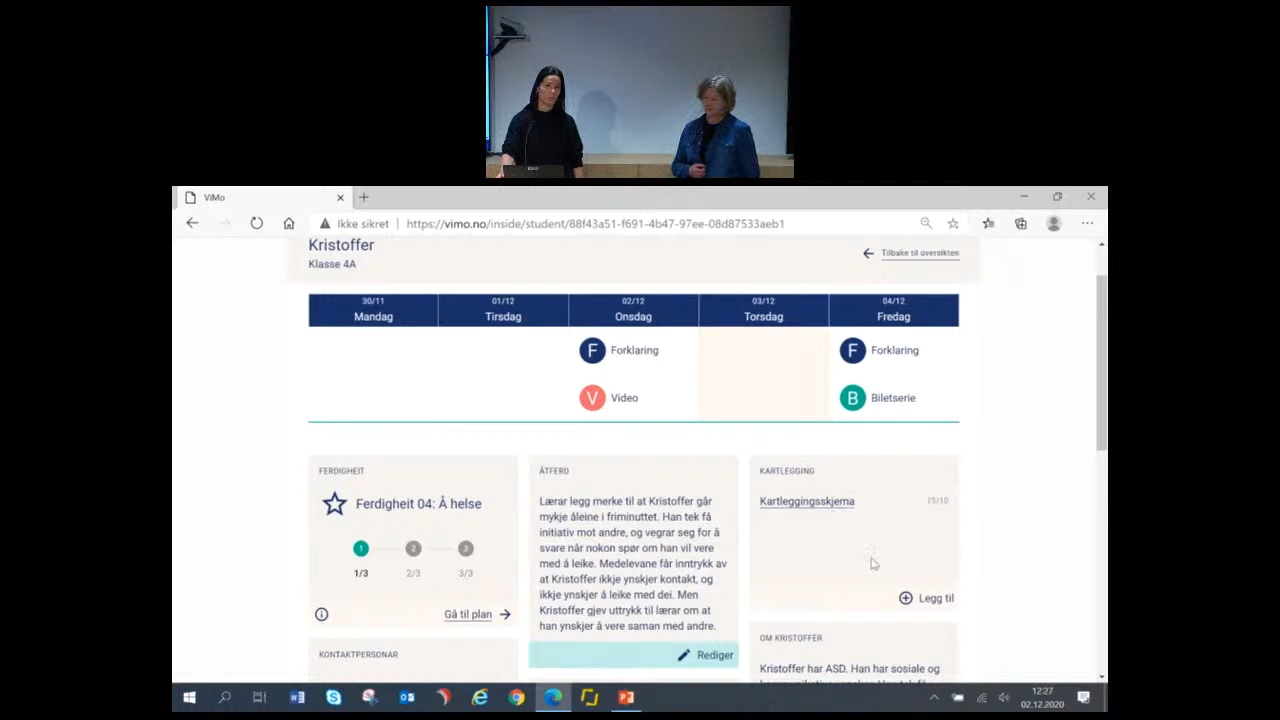 ViMo
Ikke sikret
https://vimo.no/inside/student/88f43a51-f691-4b47-97ee-08d87533aeb1
Kristoffer
Klasse 4A
Tilbake til oversikten
30/11
01/12
02/12
03/12
04/12
Mandag
Tirsdag
Onsdag
Torsdag
Fredag
F Forklaring
F Forklaring
V Video
B Biletserie
FERDIGHEIT
Ferdigheit 04: Å helse
1
2
3
1/3
2/3
3/3
Gå til plan
KONTAKTPERSONAR
ÅTFERD
Lærar legg merke til at Kristoffer går
mykje åleine i friminuttet. Han tek få
initiativ mot andre, og vegrar seg for å
svare når nokon spør om han vil vere
med å leike. Medelevane får inntrykk av
at Kristoffer ikkje ynskjer kontakt, og
ikkje ynskjer å leike med dei. Men
Kristoffer gjev uttrykk til lærar om at
han ynskjer å vere saman med andre.
Rediger
KARTLEGGING
Kartleggingsskjema
25/10
Legg til
OM KRISTOFFER
Kristoffer har ASD. Han har sosiale og
12:27
02.12.2020